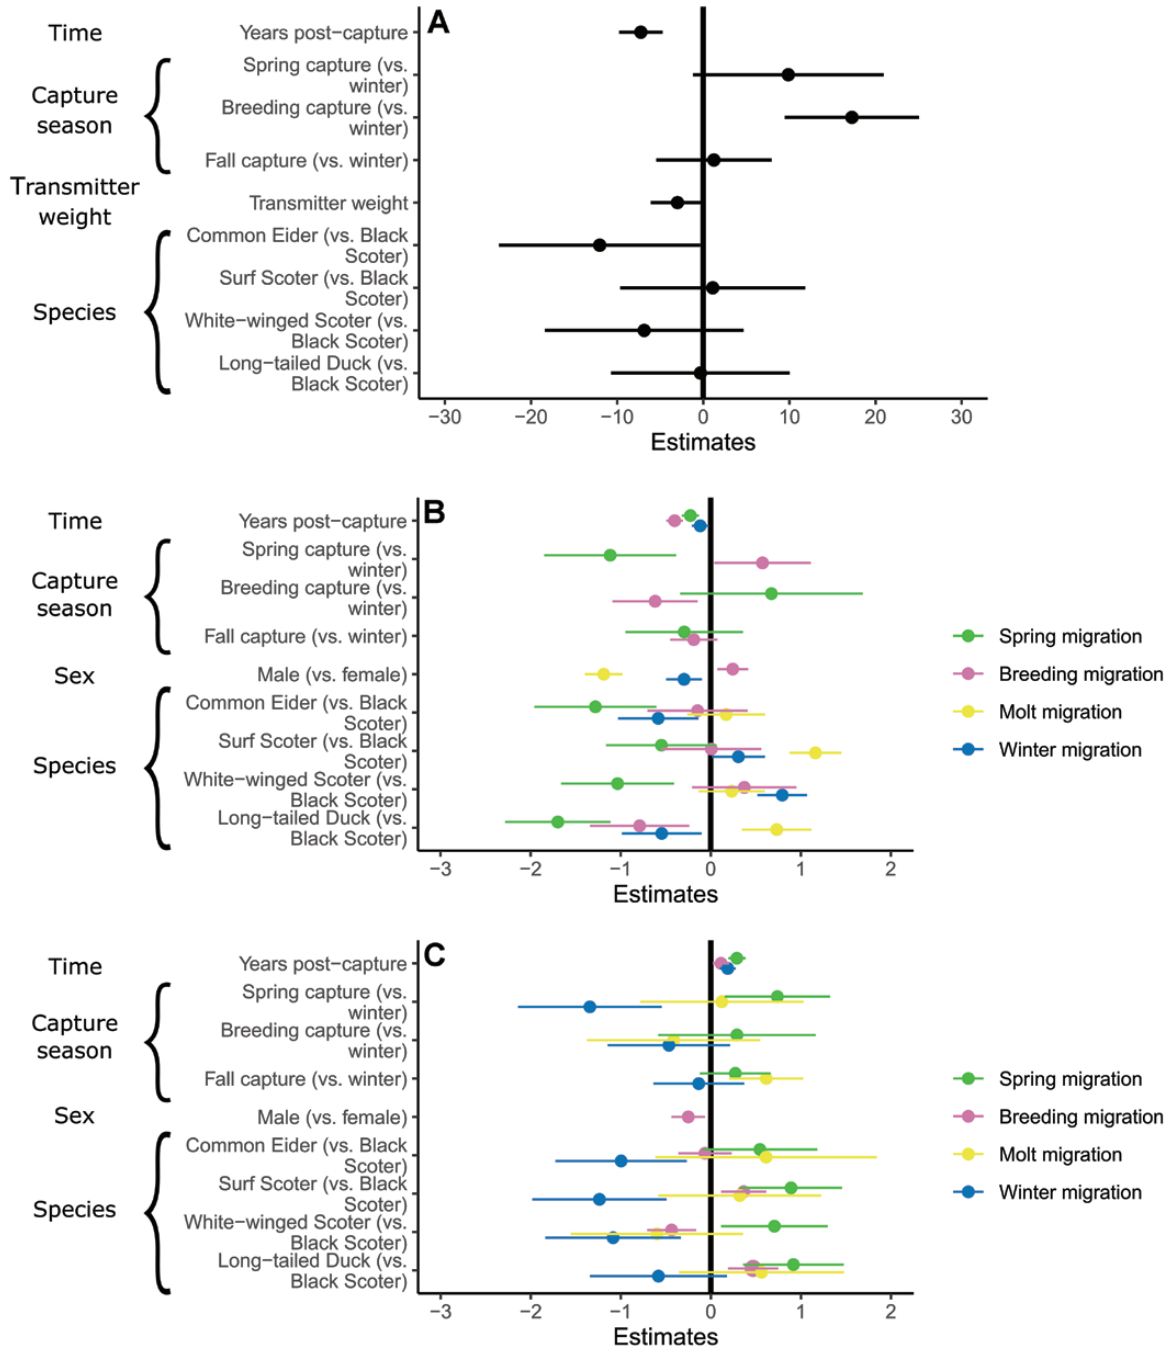 A
Time
Years post−capture
Capture
season
Spring capture (vs.
winter)
Breeding capture (vs.
winter)
Fall capture (vs. winter)
Transmitter
weight
Transmitter weight
Species
Common Eider (vs. Black
Scoter)
Surf Scoter (vs. Black
Scoter)
White−winged Scoter (vs.
Black Scoter)
Long−tailed Duck (vs.
Black Scoter)
−30 −20 −10 0 10 20 30
Estimates
B
Time
Years post−capture
Capture
season
Spring capture (vs.
winter)
Breeding capture (vs.
winter)
Fall capture (vs. winter)
Sex
Male (vs. female)
Species
Common Eider (vs. Black
Scoter)
Surf Scoter (vs. Black
Scoter)
White−winged Scoter (vs.
Black Scoter)
Long−tailed Duck (vs.
Black Scoter)
−3 −2 −1 0 1 2
Estimates
Spring migration
Breeding migration
Molt migration
Winter migration
C
Time
Years post−capture
Capture
season
Spring capture (vs.
winter)
Breeding capture (vs.
winter)
Fall capture (vs. winter)
Sex
Male (vs. female)
Species
Common Eider (vs. Black
Scoter)
Surf Scoter (vs. Black
Scoter)
White−winged Scoter (vs.
Black Scoter)
Long−tailed Duck (vs.
Black Scoter)
−3 −2 −1 0 1 2
Estimates
Spring migration
Breeding migration
Molt migration
Winter migration